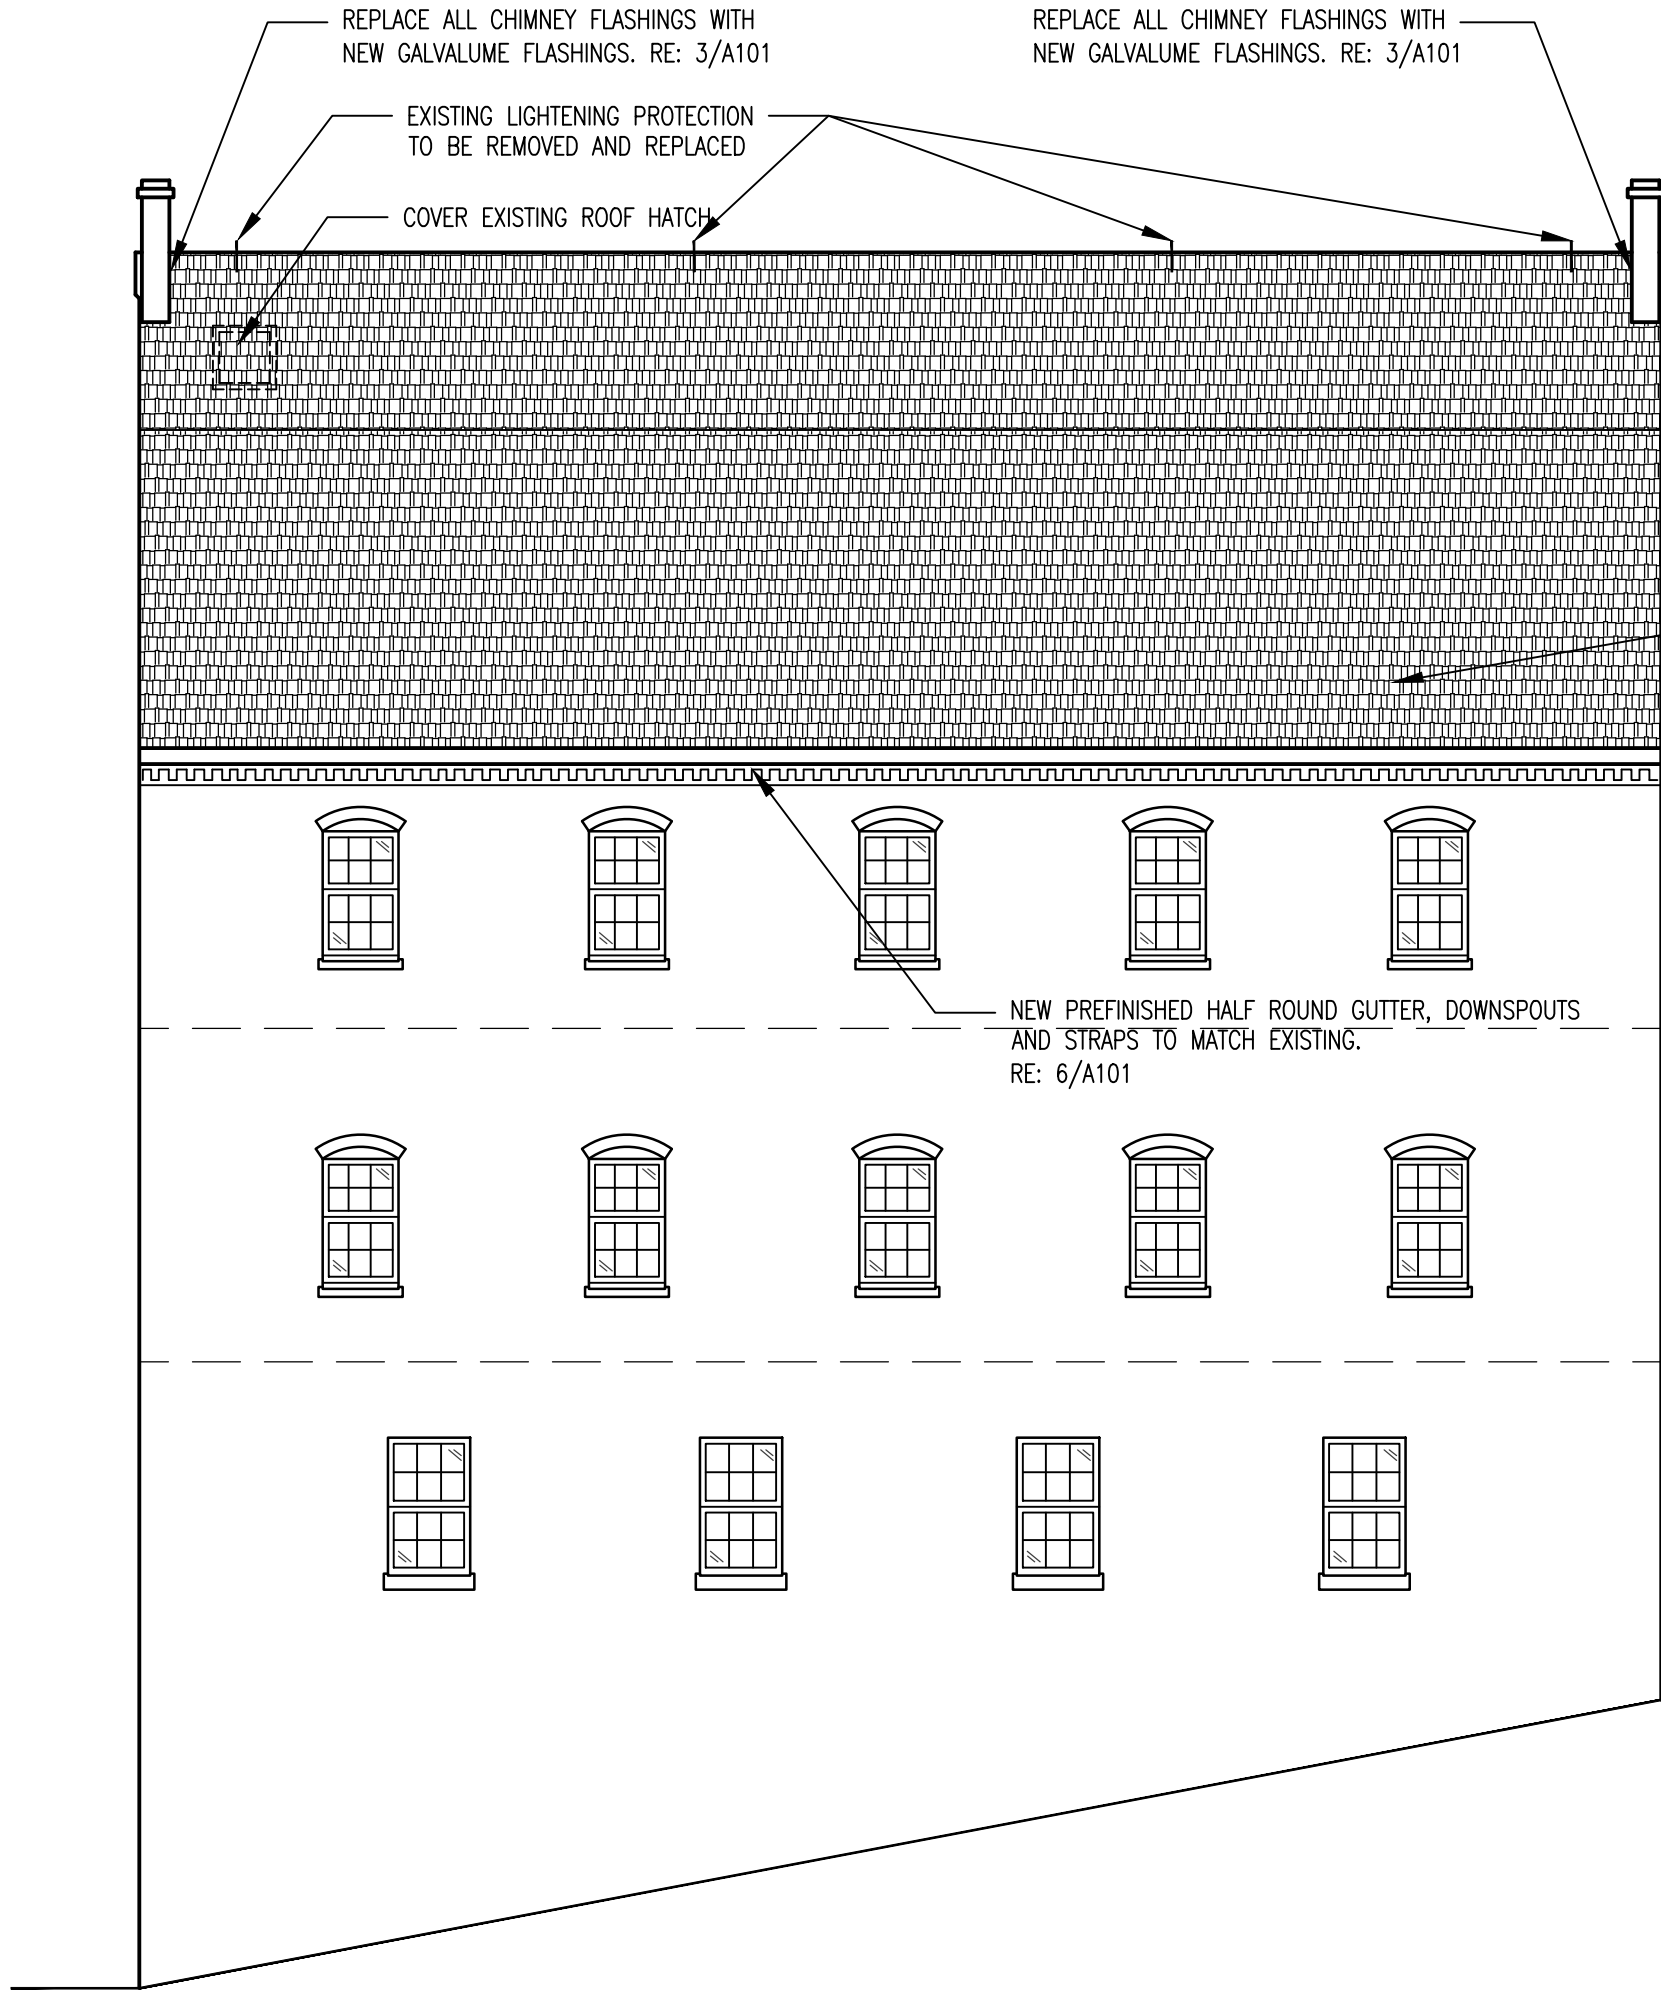 REPLACE ALL CHIMNEY FLASHINGS WITH
NEW GALVALUME FLASHINGS. RE: 3/A101
REPLACE ALL CHIMNEY FLASHINGS WITH
NEW GALVALUME FLASHINGS. RE: 3/A101
EXISTING LIGHTENING PROTECTION
TO BE REMOVED AND REPLACED
COVER EXISTING ROOF HATCH
NEW PREFINISHED HALF ROUND GUTTER, DOWNSPOUTS
AND STRAPS TO MATCH EXISTING.
RE: 6/A101